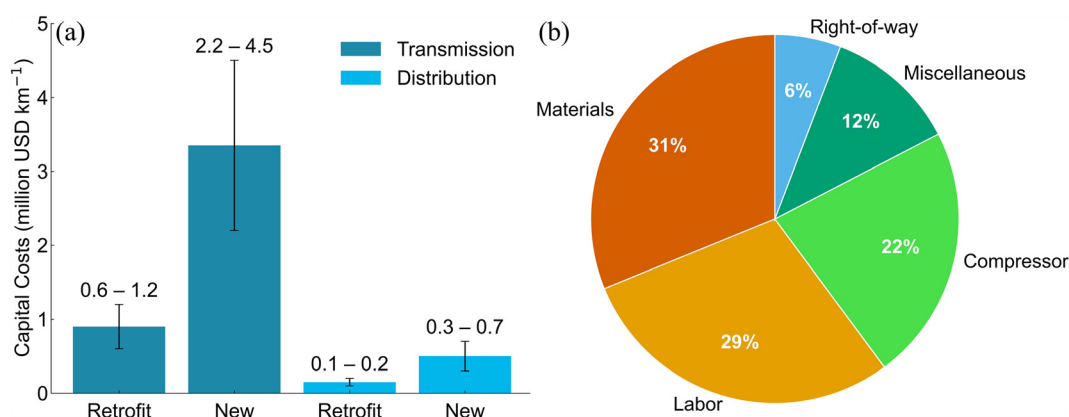 (a)
Capital Costs (million USD km⁻¹)
5
4
3
2
1
0
2.2 – 4.5
0.6 – 1.2
0.1 – 0.2
0.3 – 0.7
Transmission
Distribution
Retrofit
New
Retrofit
New
(b)
Right-of-way
6%
Miscellaneous
12%
Compressor
22%
Labor
29%
Materials
31%